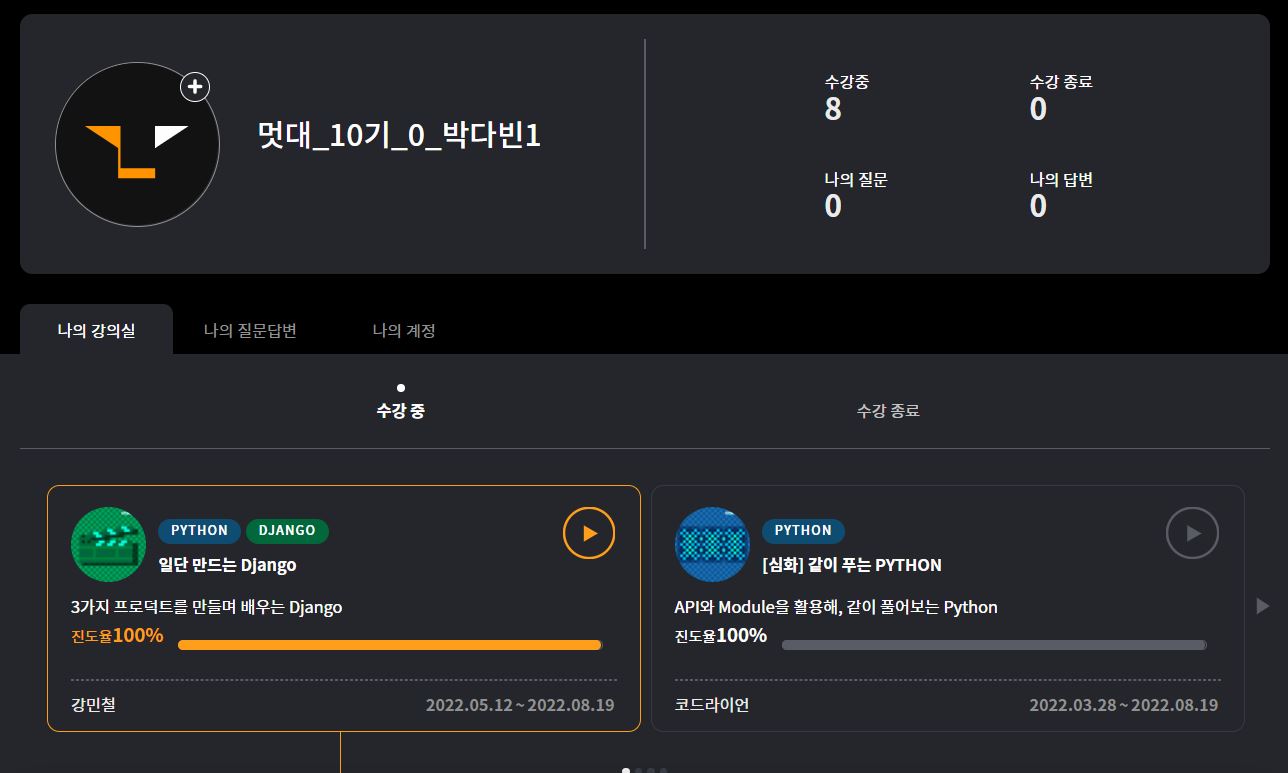 멋대_10기_0_박다빈1
수강중
8
수강 종료
0
나의 질문
0
나의 답변
0
나의 강의실
나의 질문답변
나의 계정
수강 중
수강 종료
PYTHON
DJANGO
일단 만드는 Django
3가지 프로덕트를 만들며 배우는 Django
진도율100%
강민철
2022.05.12 ~ 2022.08.19
PYTHON
[심화] 같이 푸는 PYTHON
API와 Module을 활용해, 같이 풀어보는 Python
진도율100%
코드라이언
2022.03.28 ~ 2022.08.19